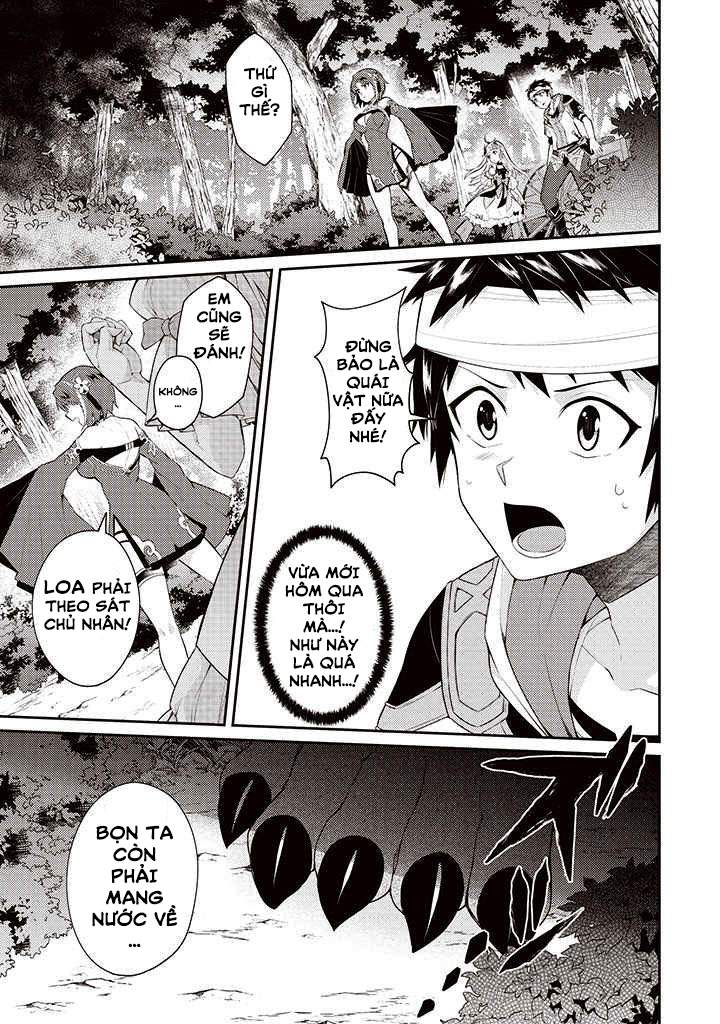 THỨ
GÌ
THẾ?
ĐỪNG
BẢO LÀ
QUÁI
VẬT NỮA
ĐẤY
NHÉ!
VỪA MỚI
HÔM QUA
THÔI
MÀ...!
NHƯ NÀY
LÀ QUÁ
NHANH...!
EM
CŨNG
SẼ
ĐÁNH!
KHÔNG
...
LOA PHẢI
THEO SÁT
CHỦ NHÂN!
BỌN TA
CÒN
PHẢI
MANG
NƯỚC VỀ
...